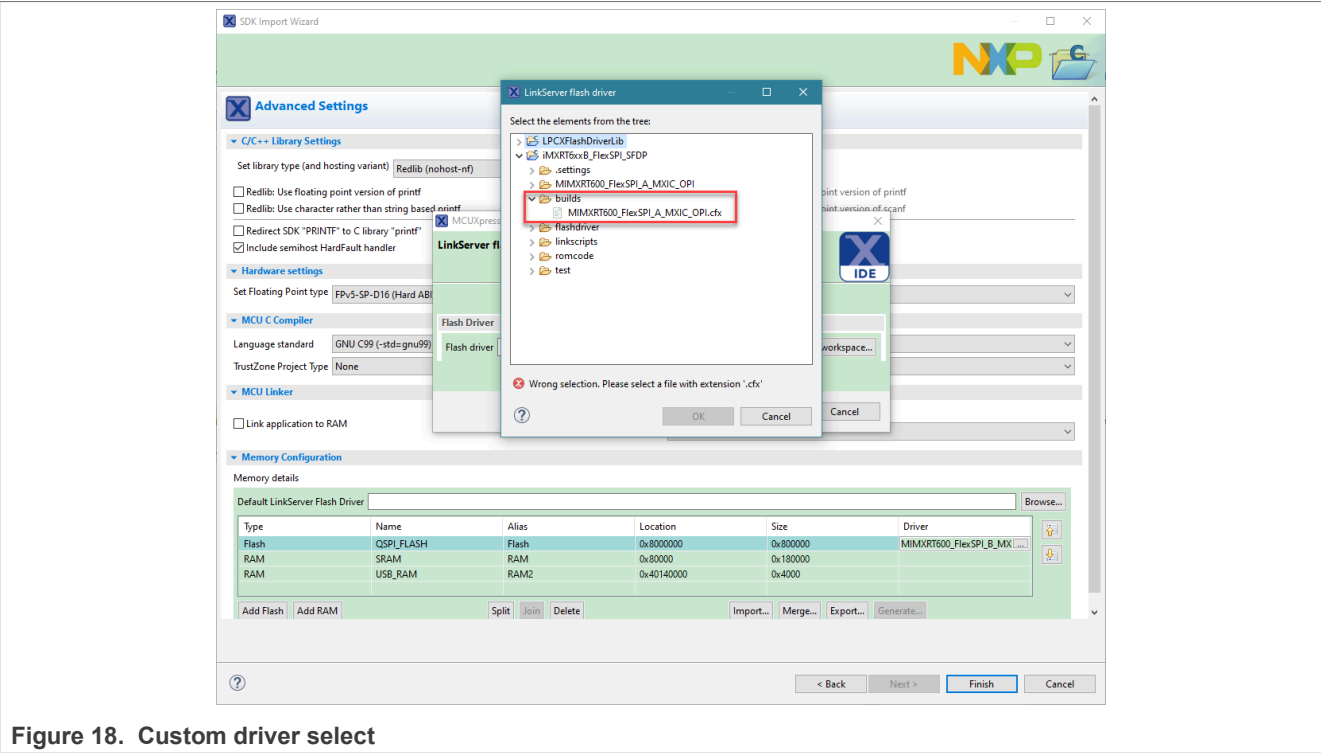 SDK Import Wizard
NXP
Advanced Settings
C/C++ Library Settings
Set library type (and hosting variant) Redlib (nohost-nf)
Redlib: Use floating point version of printf
point version of printf
Redlib: Use character rather than string based printf
point version of scanf
Redirect SDK "PRINTF" to C library "printf"
Include semihost HardFault handler
Hardware settings
Set Floating Point type FPv5-SP-D16 (Hard ABI
MCU C Compiler
Language standard GNU C99 (-std=gnu99)
TrustZone Project Type None
MCU Linker
Link application to RAM
MCUXpress
LinkServer fl
IDE
Flash Driver
Flash driver
workspace...
Cancel
LinkServer flash driver
Select the elements from the tree:
LPCXFlashDriverLib
iMXRT6xxB_FlexSPI_SFDP
.settings
MIMXRT600_FlexSPI_A_MXIC_OPI
builds
MIMXRT600_FlexSPI_A_MXIC_OPI.cfx
flashdriver
linkscripts
romcode
test
Wrong selection. Please select a file with extension '.cfx'
OK Cancel
Memory Configuration
Memory details
Default LinkServer Flash Driver Browse...
Type Name Alias Location Size Driver
Flash QSPI_FLASH Flash 0x8000000 0x800000 MIMXRT600_FlexSPI_B_MX ...
RAM SRAM RAM 0x80000 0x180000
RAM USB_RAM RAM2 0x40140000 0x4000
Add Flash Add RAM Split Join Delete Import... Merge... Export... Generate...
< Back Next > Finish Cancel
Figure 18. Custom driver select